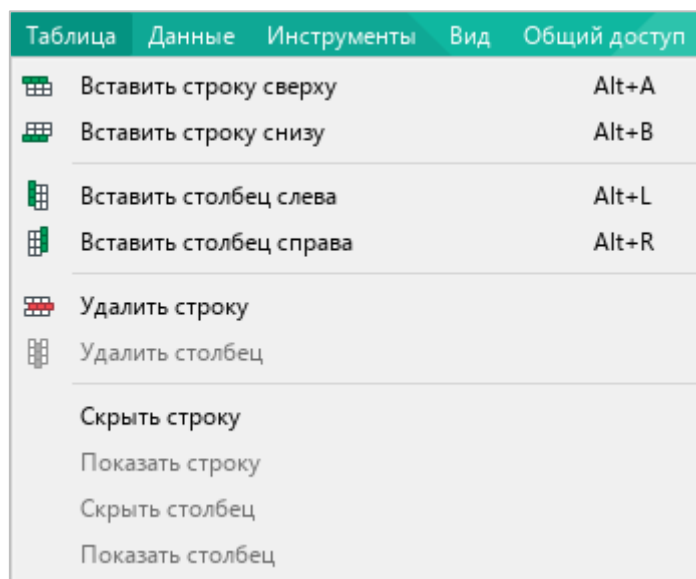 Таблица Данные Инструменты Вид Общий доступ
Вставить строку сверху Alt+A
Вставить строку снизу Alt+B
Вставить столбец слева Alt+L
Вставить столбец справа Alt+R
Удалить строку
Удалить столбец
Скрыть строку
Показать строку
Скрыть столбец
Показать столбец